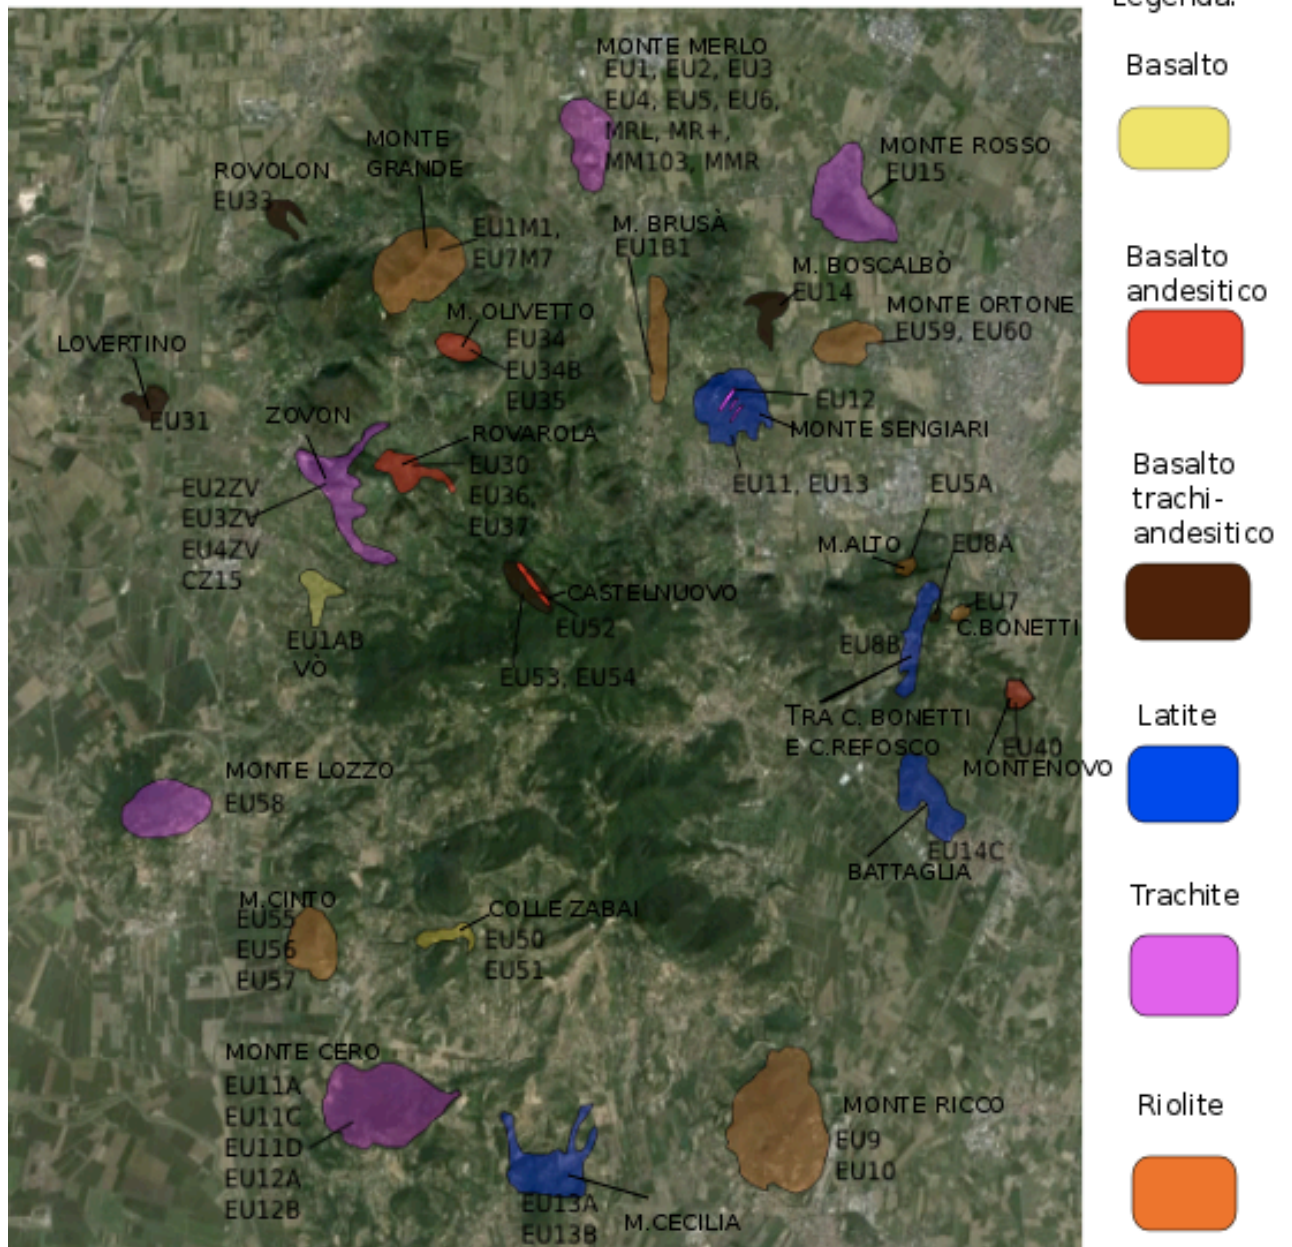 Legenda:
MONTE MERLO
EU1, EU2, EU3
EU4, EU5, EU6,
MRL, MR+,
MM103, MMR
MONTE
GRANDE
ROVOLON
EU33
EU1M1,
EU7M7
M. BRUSÀ
EU1B1
MONTE ROSSO
EU15
M. BOSCALBÒ
EU14
MONTE ORTONE
EU59, EU60
M. OLIVETTO
EU34
EU34B
EU35
LOVERTINO
EU31
ZOVON
EU2ZV
EU3ZV
EU4ZV
CZ15
ROVAROLA
EU30
EU36,
EU37
EU12
MONTE SENGIARI
EU11, EU13
EU5A
M.ALTO
EU8A
EU7
C.BONETTI
EU8B
TRA C. BONETTI
E C.REFOSCO
EU1AB
VÒ
CASTELNUOVO
EU52
EU53, EU54
EU40
MONTENOVO
MONTE LOZZO
EU58
EU14C
BATTAGLIA
M.CINTO
EU55
EU56
EU57
COLLE ZABAI
EU50
EU51
MONTE CERO
EU11A
EU11C
EU11D
EU12A
EU12B
EU13A
EU13B
M.CECILIA
MONTE RICCO
EU9
EU10
Basalto
Basalto
andesitico
Basalto
trachi-
andesitico
Latite
Trachite
Riolite